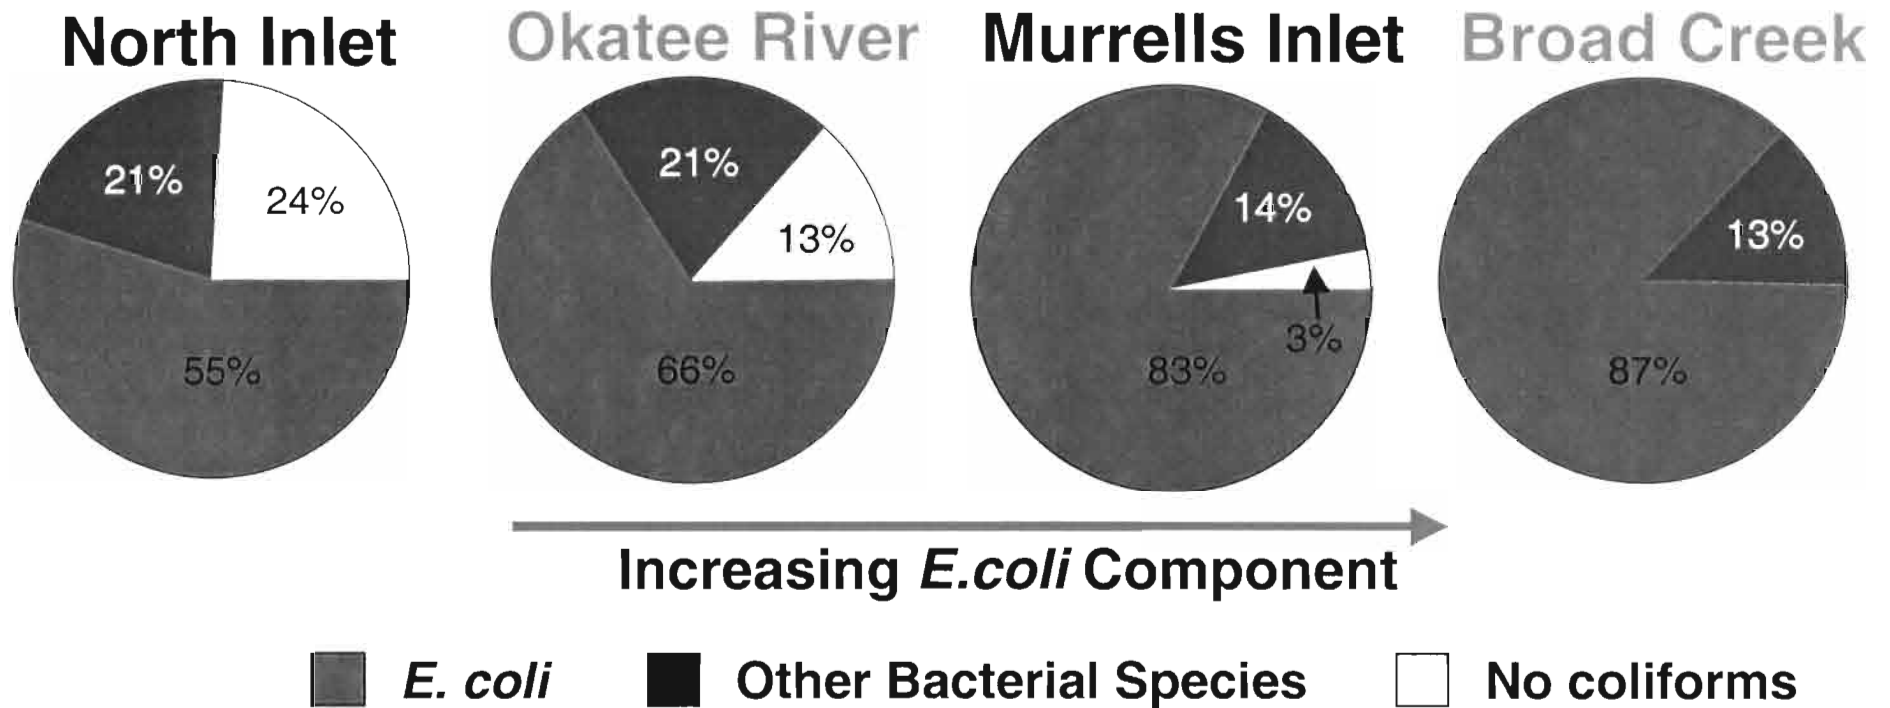 North Inlet
Okatee River
Murrells Inlet
Broad Creek
21%
24%
55%
21%
13%
66%
14%
3%
83%
13%
87%
Increasing E.coli Component
E. coli
Other Bacterial Species
No coliforms